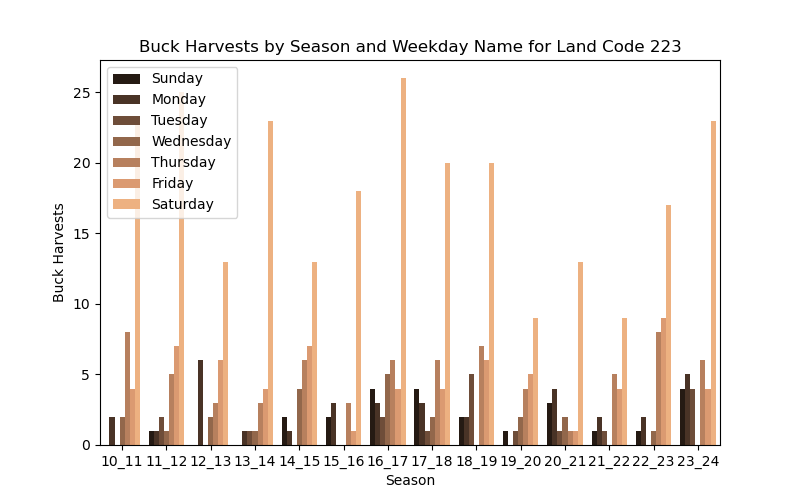 Buck Harvests by Season and Weekday Name for Land Code 223
Sunday
Monday
Tuesday
Wednesday
Thursday
Friday
Saturday
25
20
15
10
5
0
Buck Harvests
10_11 11_12 12_13 13_14 14_15 15_16 16_17 17_18 18_19 19_20 20_21 21_22 22_23 23_24
Season